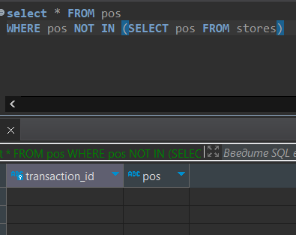 select * FROM pos
WHERE pos NOT IN (SELECT pos FROM stores)
* FROM pos WHERE pos NOT IN (SELEC
Введите SQL
transaction_id
ABC pos